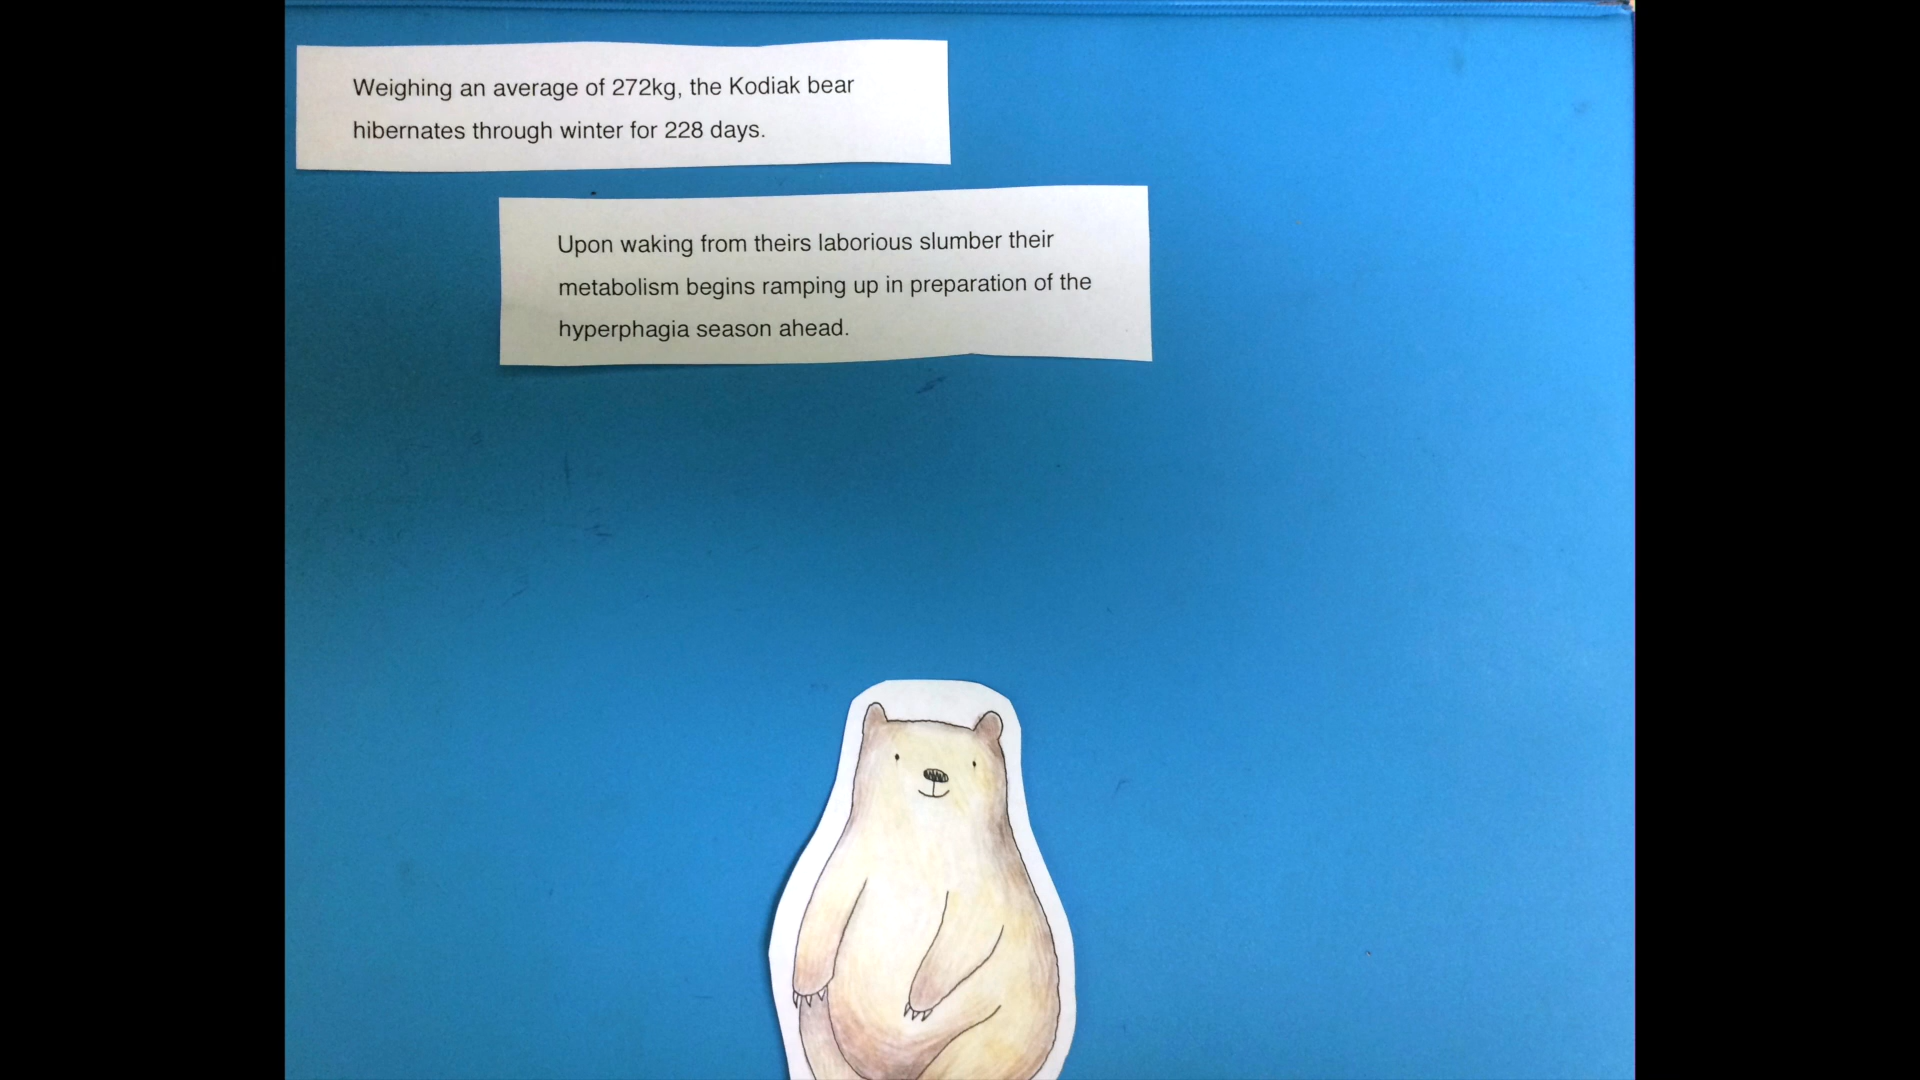 Weighing an average of 272kg, the Kodiak bear
hibernates through winter for 228 days.
Upon waking from theirs laborious slumber their
metabolism begins ramping up in preparation of the
hyperphagia season ahead.